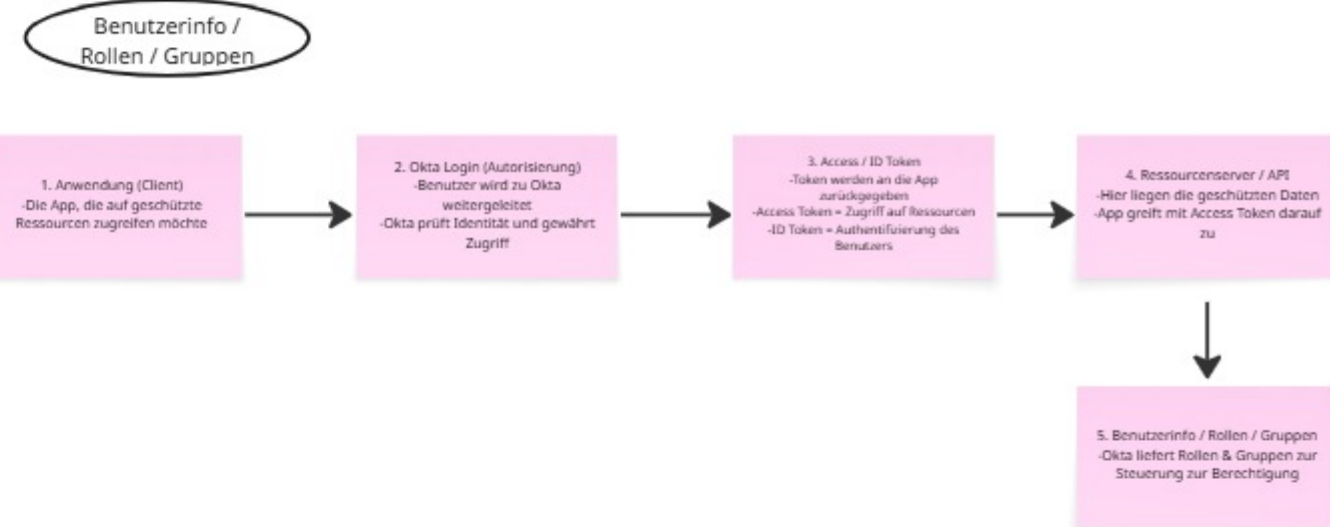 Benutzerinfo /
Rollen / Gruppen
1. Anwendung (Client)
-Die App, die auf geschützte
Ressourcen zugreifen möchte
2. Okta Login (Autorisierung)
-Benutzer wird zu Okta
weitergeleitet
-Okta prüft Identität und gewährt
Zugriff
3. Access / ID Token
-Token werden an die App
zurückgegeben
-Access Token = Zugriff auf Ressourcen
-ID Token = Authentifizierung des
Benutzers
4. Ressourcenserver / API
-Hier liegen die geschützten Daten
-App greift mit Access Token darauf
zu
5. Benutzerinfo / Rollen / Gruppen
-Okta liefert Rollen & Gruppen zur
Steuerung zur Berechtigung